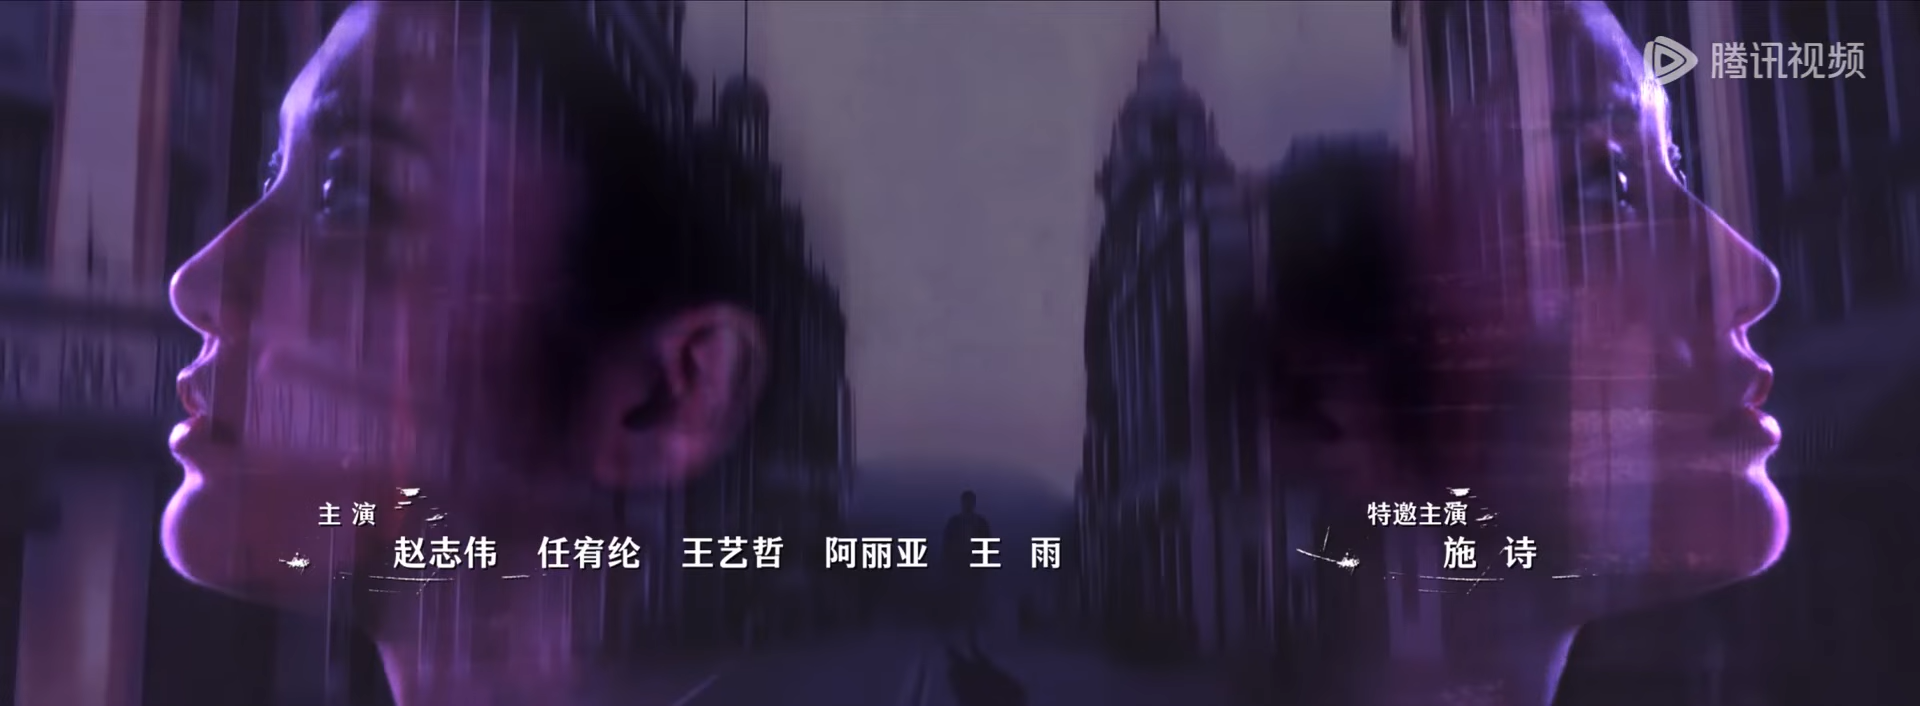 腾讯视频
主演
赵志伟 任宥纶 王艺哲 阿丽亚 王雨
特邀主演
施诗